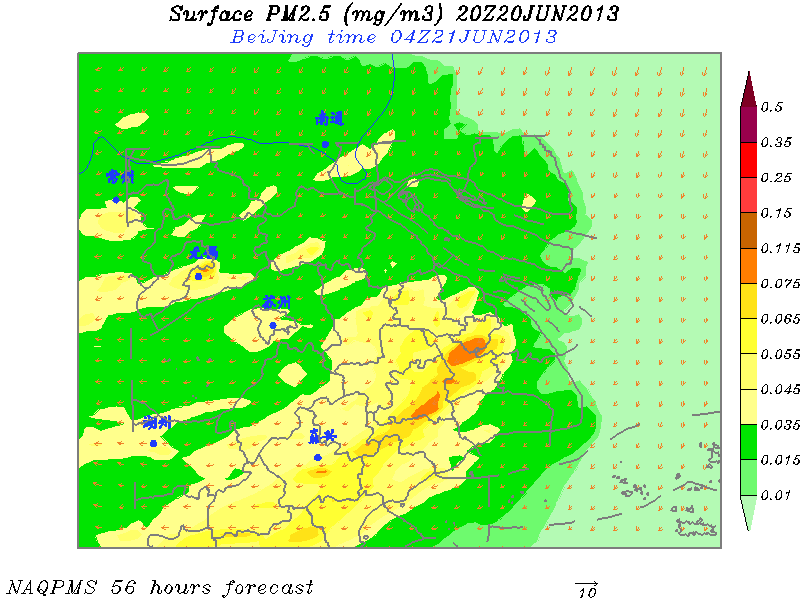 Surface PM2.5 (mg/m3) 20Z20JUN2013
BeiJing time 04Z21JUN2013
南通
常州
无锡
苏州
湖州
嘉兴
0.5
0.35
0.25
0.15
0.115
0.075
0.065
0.055
0.045
0.035
0.015
0.01
NAQPMS 56 hours forecast
10